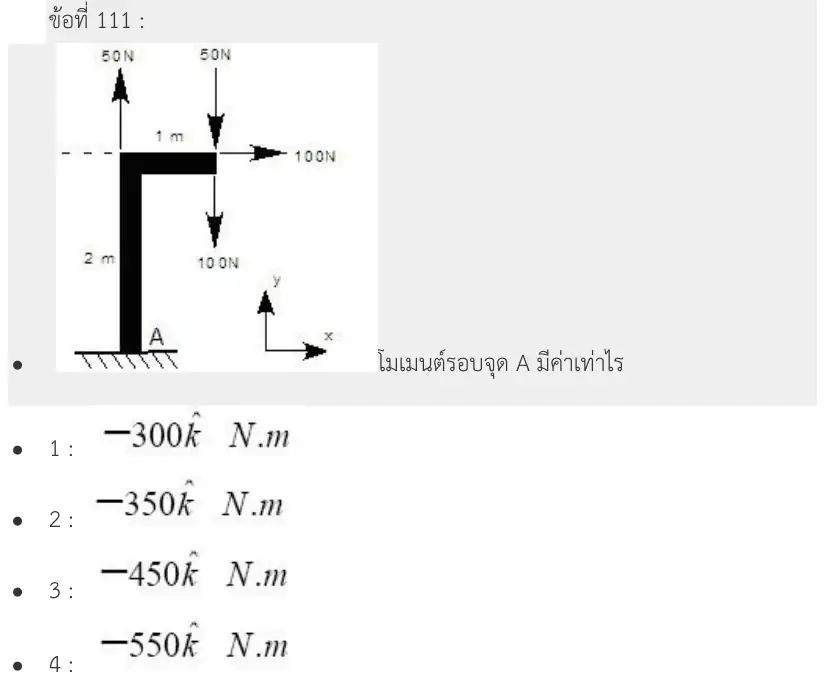 ข้อที่ 111 :
50N 50N
1 m
100N
2 m
100N
y
A
x
โมเมนต์รอบจุด A มีค่าเท่าไร
1 : −300k̂ N.m
2 : −350k̂ N.m
3 : −450k̂ N.m
4 : −550k̂ N.m